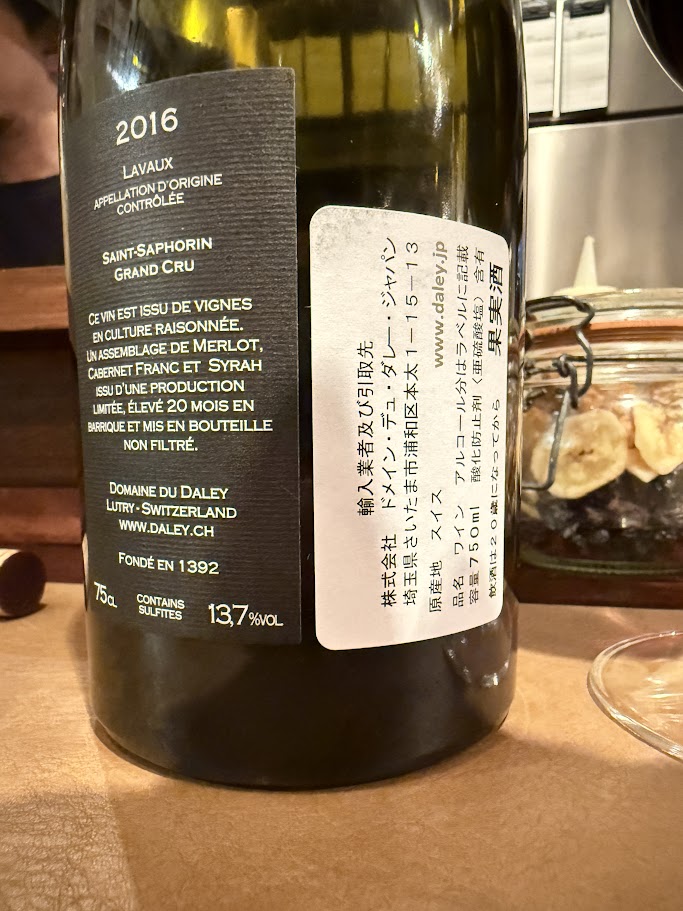 2016
LAVAUX
APPELLATION D'ORIGINE
CONTRÔLÉE
SAINT-SAPHORIN
GRAND CRU
CE VIN EST ISSU DE VIGNES
EN CULTURE RAISONNÉE.
UN ASSEMBLAGE DE MERLOT,
CABERNET FRANC ET SYRAH
ISSU D'UNE PRODUCTION
LIMITÉE, ÉLEVÉ 20 MOIS EN
BARRIQUE ET MIS EN BOUTEILLE
NON FILTRÉ.
DOMAINE DU DALEY
LUTRY - SWITZERLAND
WWW.DALEY.CH
FONDÉ EN 1392
75CL
CONTAINS
SULFITES
13,7%VOL
輸入業者及び引取先
株式会社 ドメイン・デュ・ダレー・ジャパン
埼玉県さいたま市浦和区本太1-15-13
原産地 スイス www.daley.jp
品名 ワイン アルコール分はラベルに記載
容量750ml 酸化防止剤(亜硫酸塩)含有
飲酒は20歳になってから 果実酒